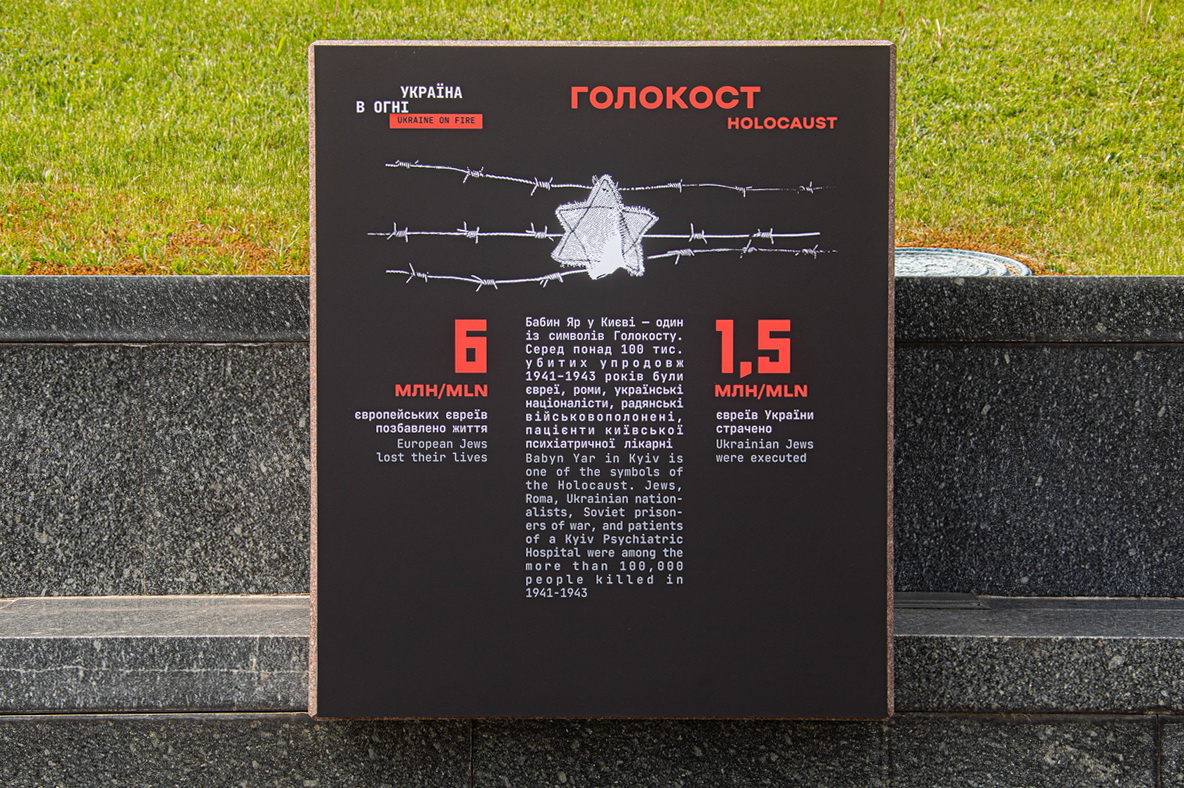 УКРАЇНА
В ОГНІ
UKRAINE ON FIRE
ГОЛОКОСТ
HOLOCAUST
6
МЛН/MLN
європейських євреїв
позбавлено життя
European Jews
lost their lives
Бабин Яр у Києві — один
із символів Голокосту.
Серед понад 100 тис.
убитих упродовж
1941–1943 років були
євреї, роми, українські
націоналісти, радянські
військовополонені,
пацієнти київської
психіатричної лікарні
Babyn Yar in Kyiv is
one of the symbols of
the Holocaust. Jews,
Roma, Ukrainian nation-
alists, Soviet prison-
ers of war, and patients
of a Kyiv Psychiatric
Hospital were among the
more than 100,000
people killed in
1941-1943
1,5
МЛН/MLN
євреїв України
страчено
Ukrainian Jews
were executed